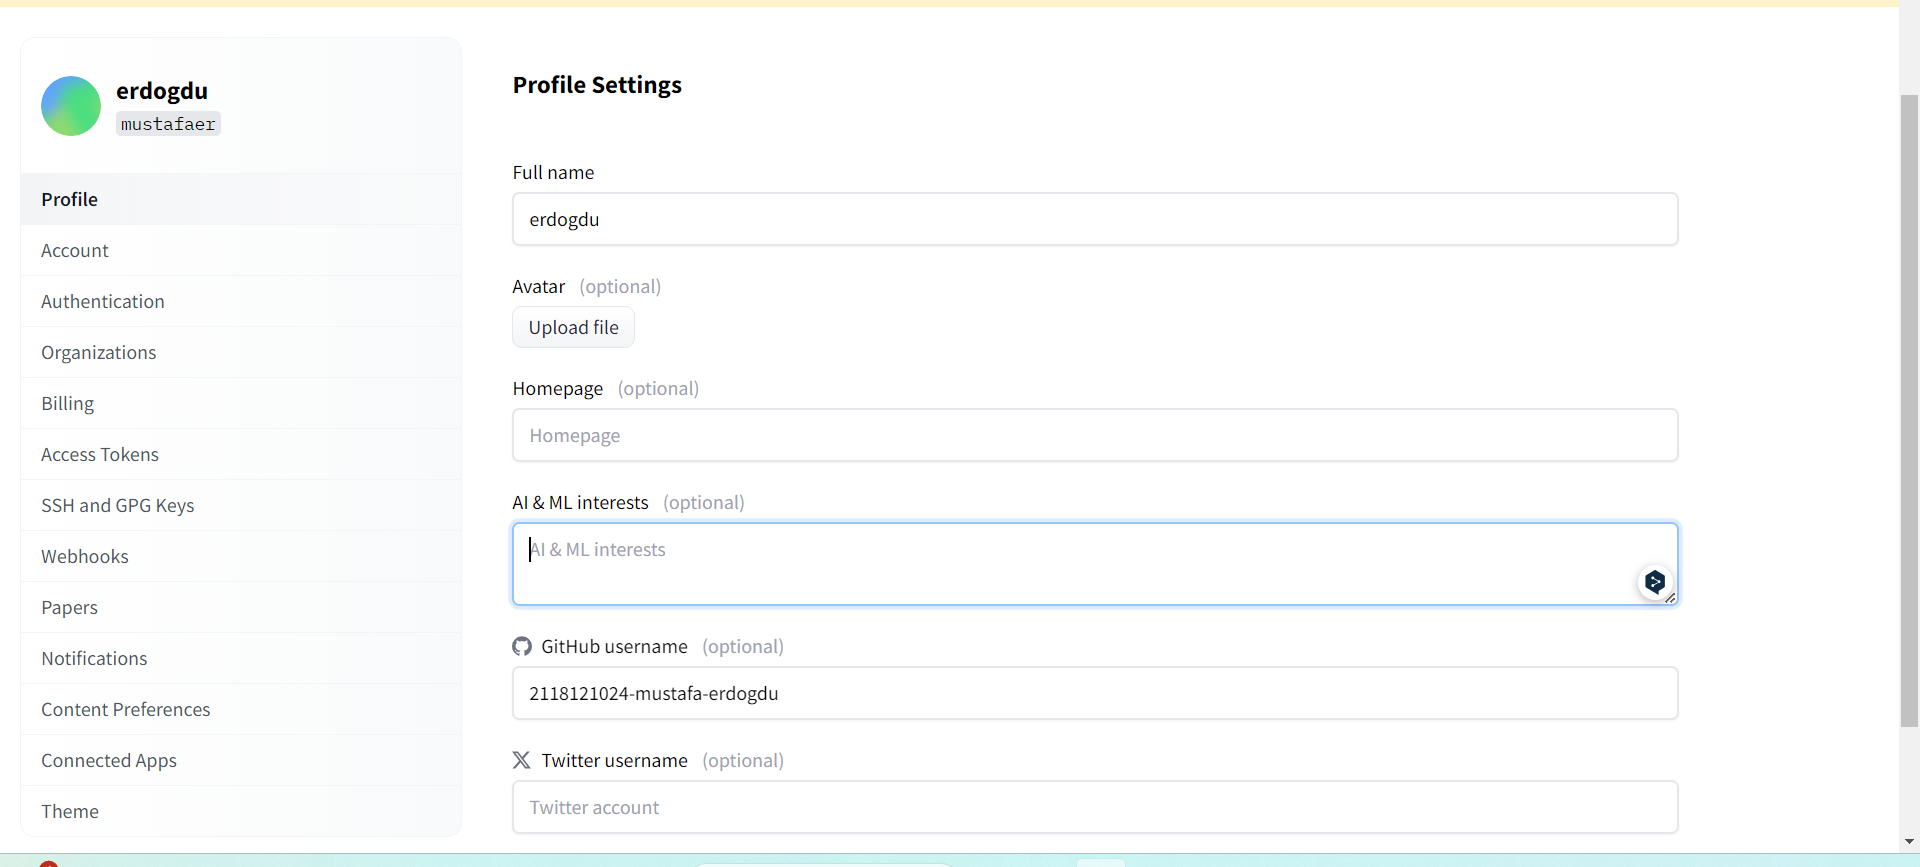 erdogdu
mustafaer
Profile
Account
Authentication
Organizations
Billing
Access Tokens
SSH and GPG Keys
Webhooks
Papers
Notifications
Content Preferences
Connected Apps
Theme
Profile Settings
Full name
erdogdu
Avatar (optional)
Upload file
Homepage (optional)
Homepage
AI & ML interests (optional)
AI & ML interests
GitHub username (optional)
2118121024-mustafa-erdogdu
Twitter username (optional)
Twitter account